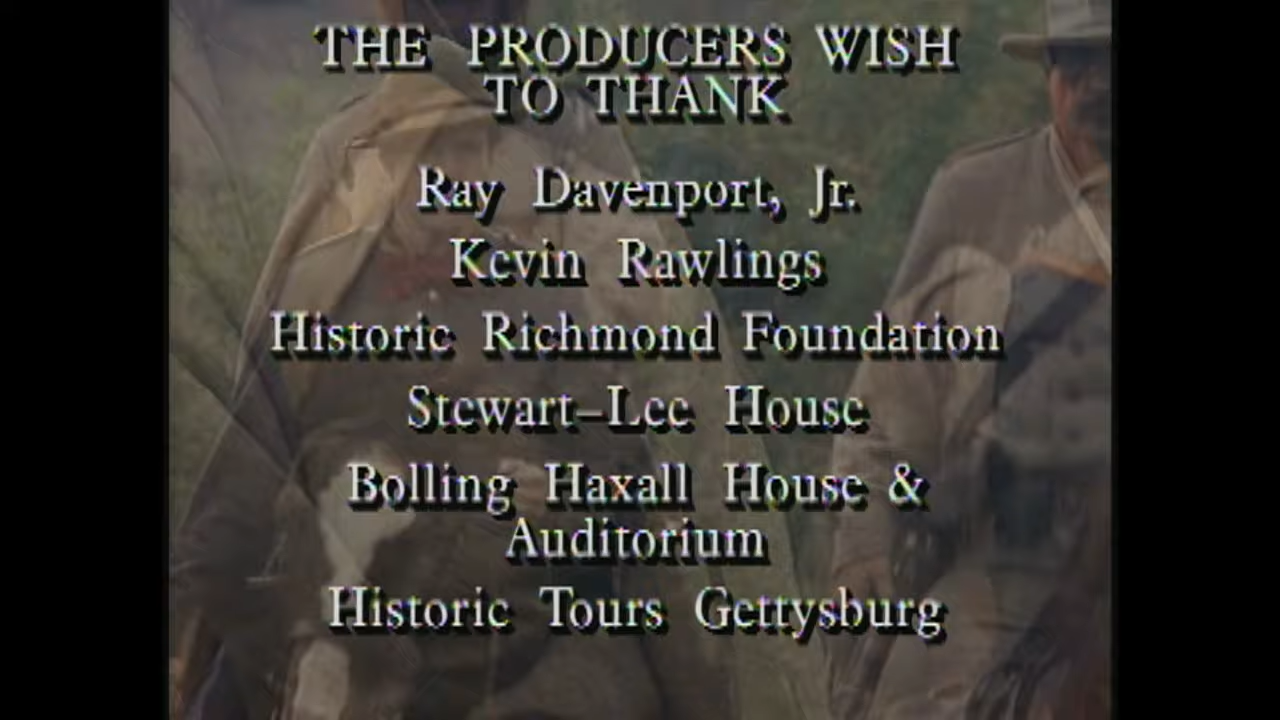 THE PRODUCERS WISH
TO THANK
Ray Davenport, Jr.
Kevin Rawlings
Historic Richmond Foundation
Stewart–Lee House
Bolling Haxall House &
Auditorium
Historic Tours Gettysburg